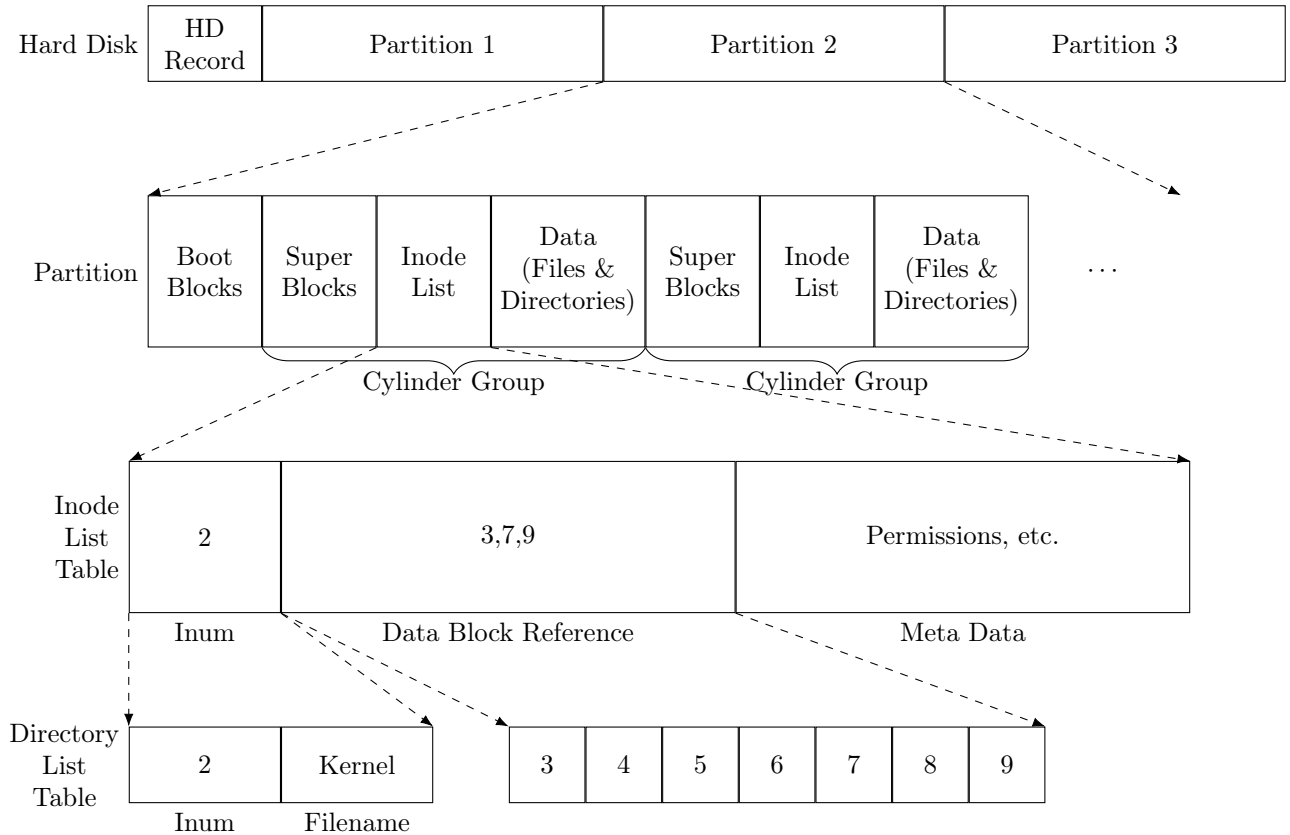 Hard Disk
HD
Record
Partition 1
Partition 2
Partition 3
Partition
Boot
Blocks
Super
Blocks
Inode
List
Data
(Files &
Directories)
Super
Blocks
Inode
List
Data
(Files &
Directories)
...
Cylinder Group
Cylinder Group
Inode
List
Table
2
3,7,9
Permissions, etc.
Inum
Data Block Reference
Meta Data
Directory
List
Table
2
Kernel
3
4
5
6
7
8
9
Inum
Filename